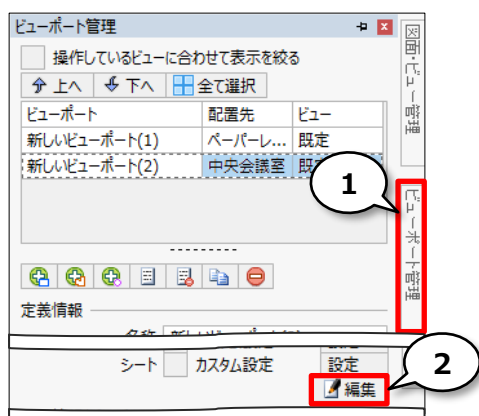 ビューポート管理
操作しているビューに合わせて表示を絞る
上へ 下へ 全て選択
ビューポート 配置先 ビュー
新しいビューポート(1) ペーパーレ... 既定
新しいビューポート(2) 中央会議室
定義情報
シート カスタム設定 設定
編集
図面・ビュー管理
ビューポート管理
1
2